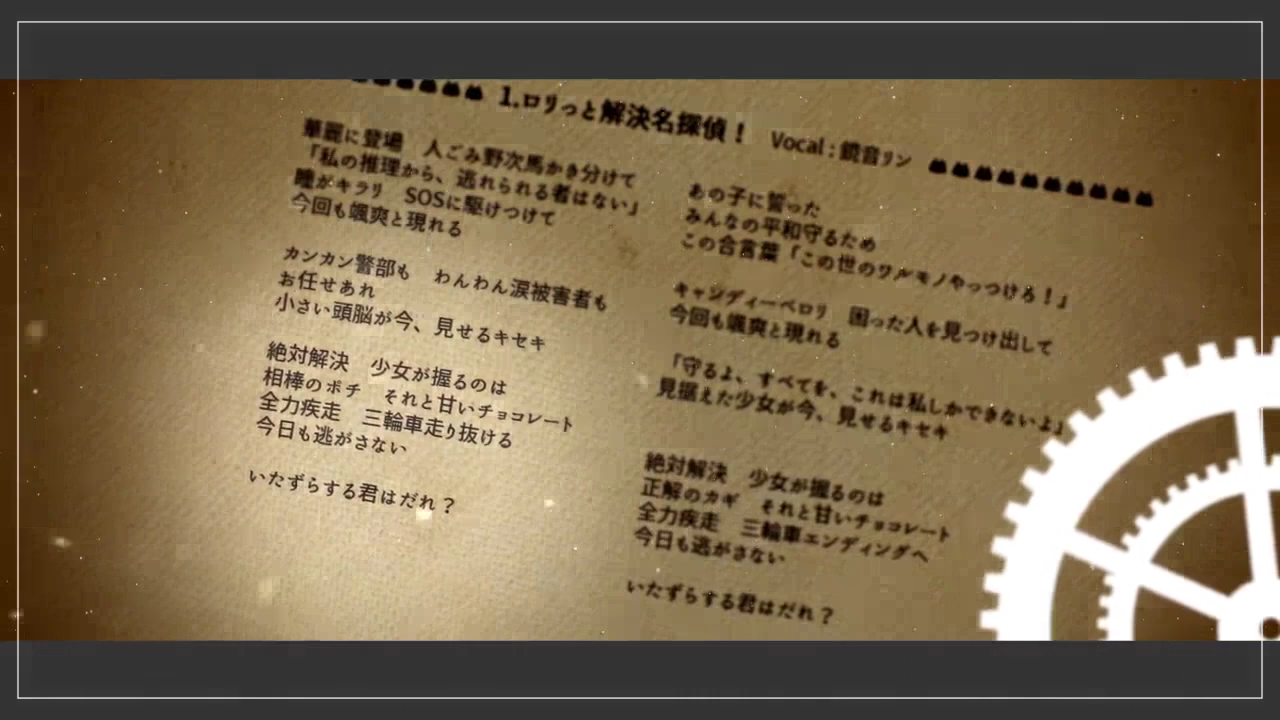 1.ロリっと解決名探偵！ Vocal：鏡音リン
華麗に登場　人ごみ野次馬かき分けて
「私の推理から、逃れられる者はない」
瞳がキラリ　SOSに駆けつけて
今回も颯爽と現れる
カンカン警部も　わんわん涙被害者も
お任せあれ
小さい頭脳が今、見せるキセキ
絶対解決　少女が握るのは
相棒のポチ　それと甘いチョコレート
全力疾走　三輪車走り抜ける
今日も逃がさない
いたずらする君はだれ？
あの子に誓った
みんなの平和守るため
この合言葉「この世のワルモノやっつけろ！」
キャンディーペロリ　困った人を見つけ出して
今回も颯爽と現れる
「守るよ、すべてを、これは私しかできないよ」
見据えた少女が今、見せるキセキ
絶対解決　少女が握るのは
正解のカギ　それと甘いチョコレート
全力疾走　三輪車エンディングへ
今日も逃がさない
いたずらする君はだれ？